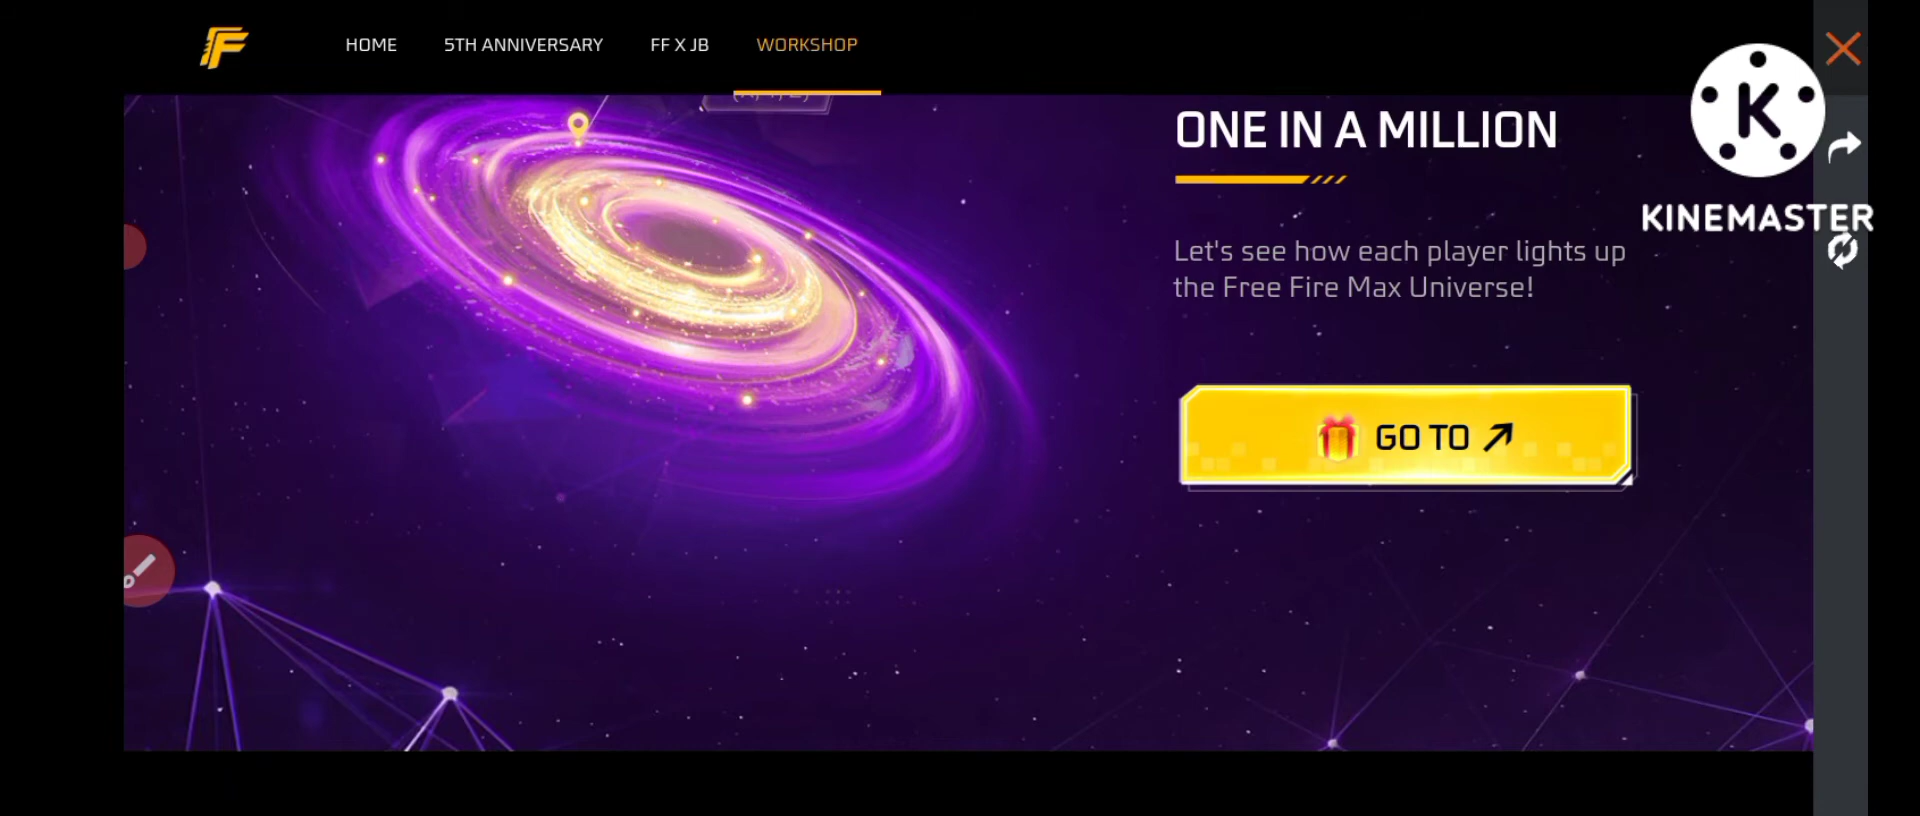 HOME
5TH ANNIVERSARY
FF X JB
WORKSHOP
ONE IN A MILLION
KINEMASTER
Let's see how each player lights up
the Free Fire Max Universe!
GO TO